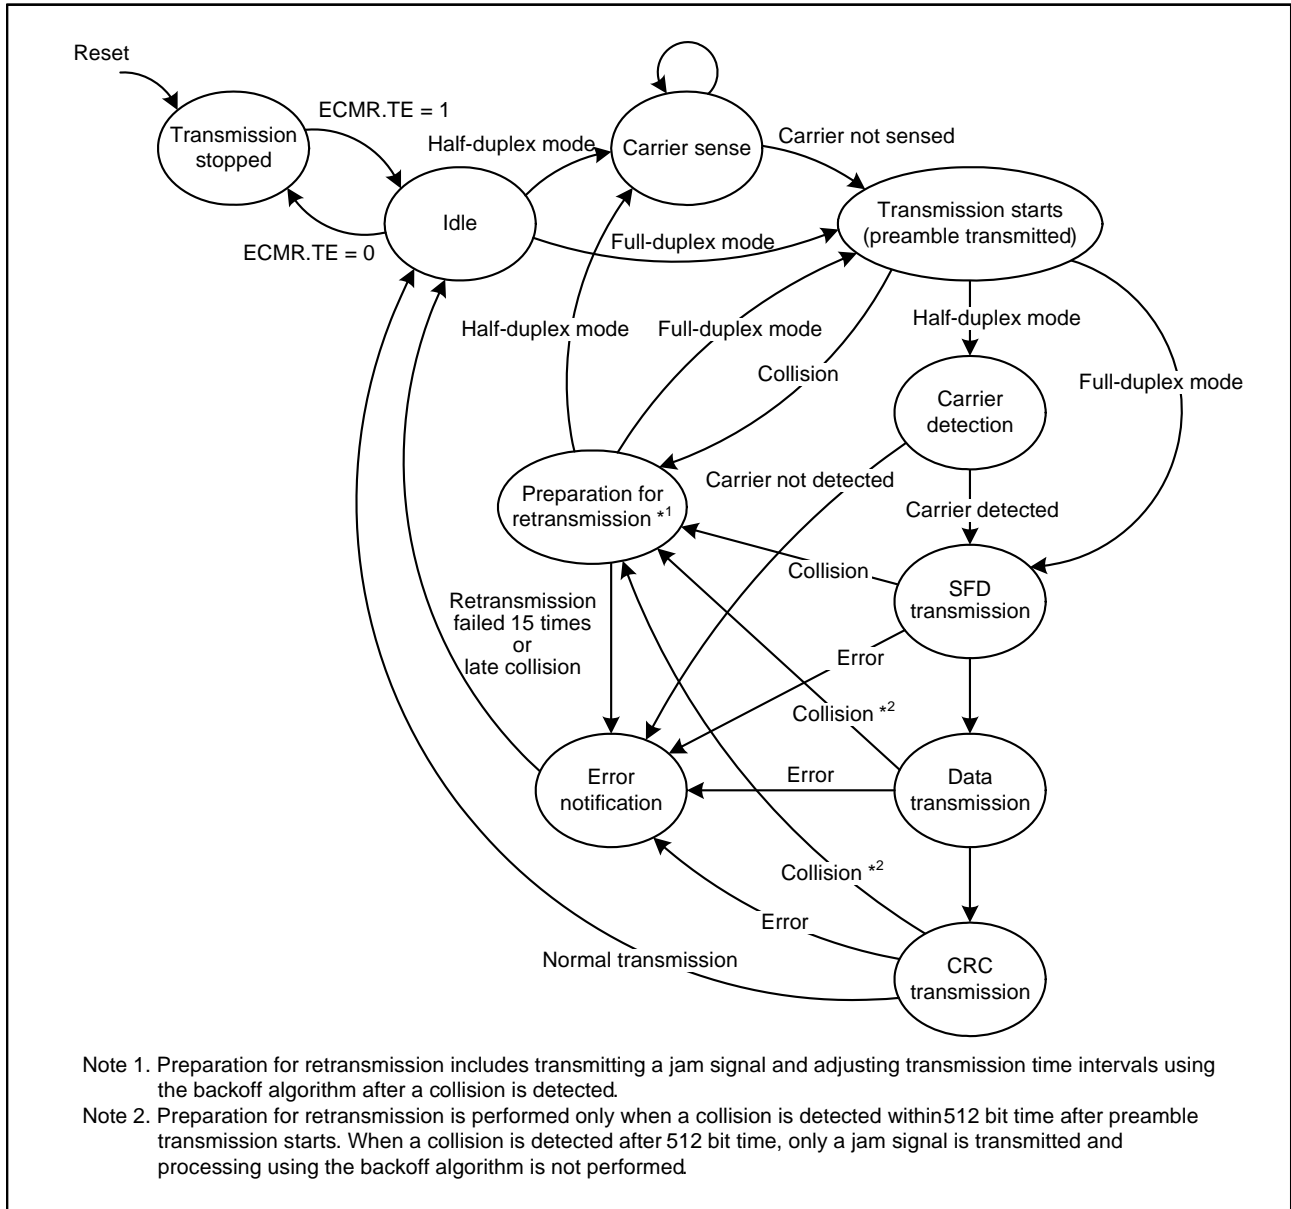 Reset
ECMR.TE = 1
Transmission
stopped
Half-duplex mode
Carrier sense
Carrier not sensed
Idle
Transmission starts
(preamble transmitted)
ECMR.TE = 0
Full-duplex mode
Half-duplex mode
Full-duplex mode
Half-duplex mode
Collision
Full-duplex mode
Carrier
detection
Carrier not detected
Preparation for
retransmission *1
Carrier detected
Collision
SFD
transmission
Retransmission
failed 15 times
or
late collision
Error
Collision *2
Error
notification
Error
Data
transmission
Collision *2
Error
Normal transmission
CRC
transmission
Note 1. Preparation for retransmission includes transmitting a jam signal and adjusting transmission time intervals using
the backoff algorithm after a collision is detected.
Note 2. Preparation for retransmission is performed only when a collision is detected within 512 bit time after preamble
transmission starts. When a collision is detected after 512 bit time, only a jam signal is transmitted and
processing using the backoff algorithm is not performed.